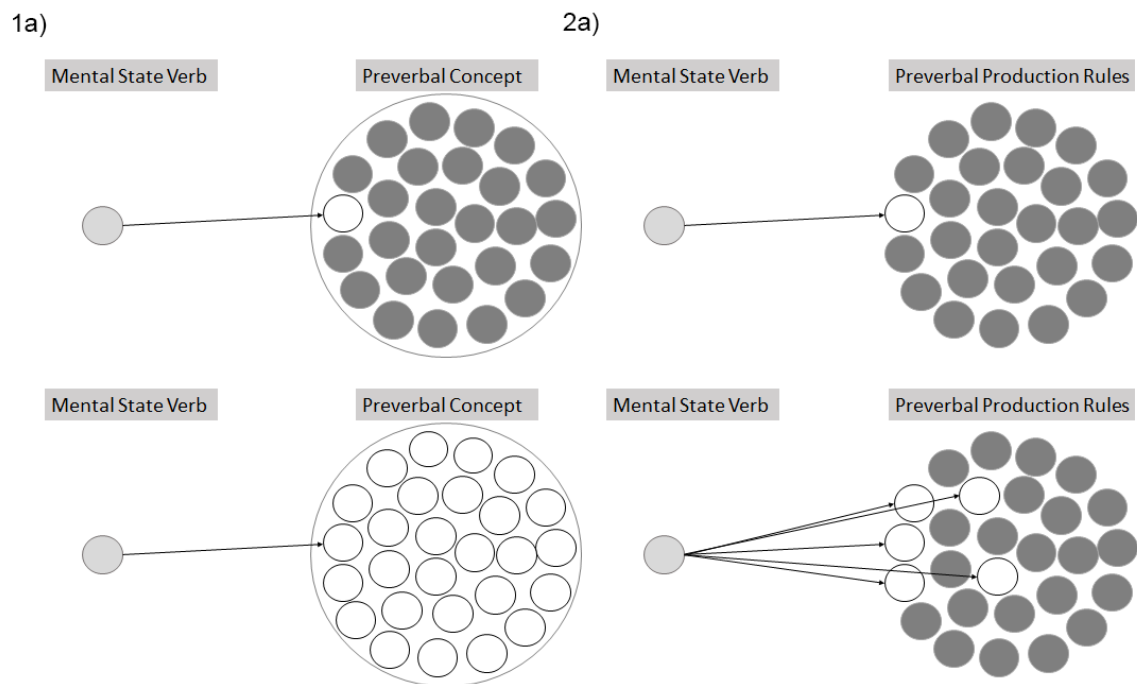 1a)
2a)
Mental State Verb
Preverbal Concept
Mental State Verb
Preverbal Production Rules
Mental State Verb
Preverbal Concept
Mental State Verb
Preverbal Production Rules